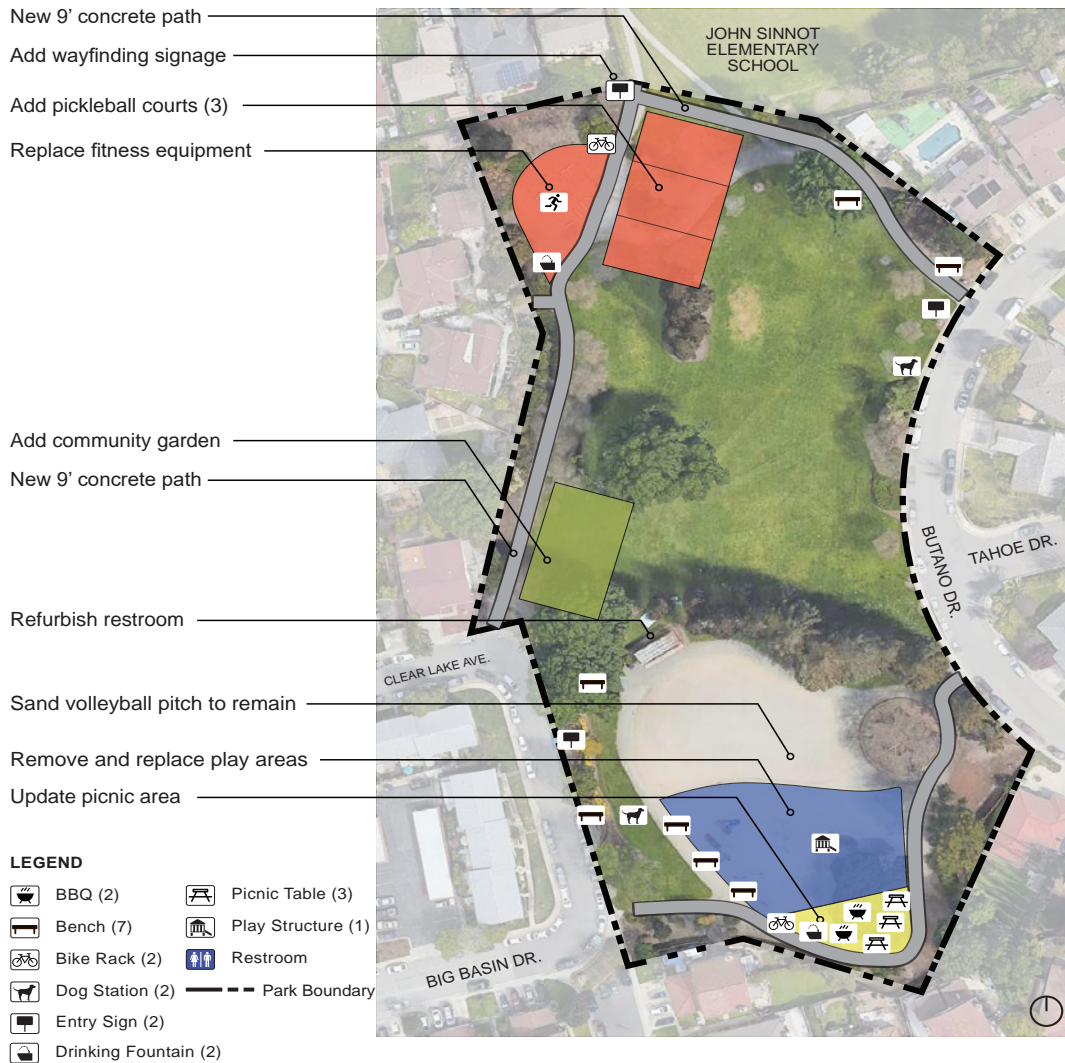 New 9’ concrete path
Add wayfinding signage
Add pickleball courts (3)
Replace fitness equipment
Add community garden
New 9’ concrete path
Refurbish restroom
Sand volleyball pitch to remain
Remove and replace play areas
Update picnic area
JOHN SINNOT
ELEMENTARY
SCHOOL
TAHOE DR.
BUTANO DR.
CLEAR LAKE AVE.
BIG BASIN DR.
LEGEND
BBQ (2)
Bench (7)
Bike Rack (2)
Dog Station (2)
Entry Sign (2)
Drinking Fountain (2)
Picnic Table (3)
Play Structure (1)
Restroom
Park Boundary